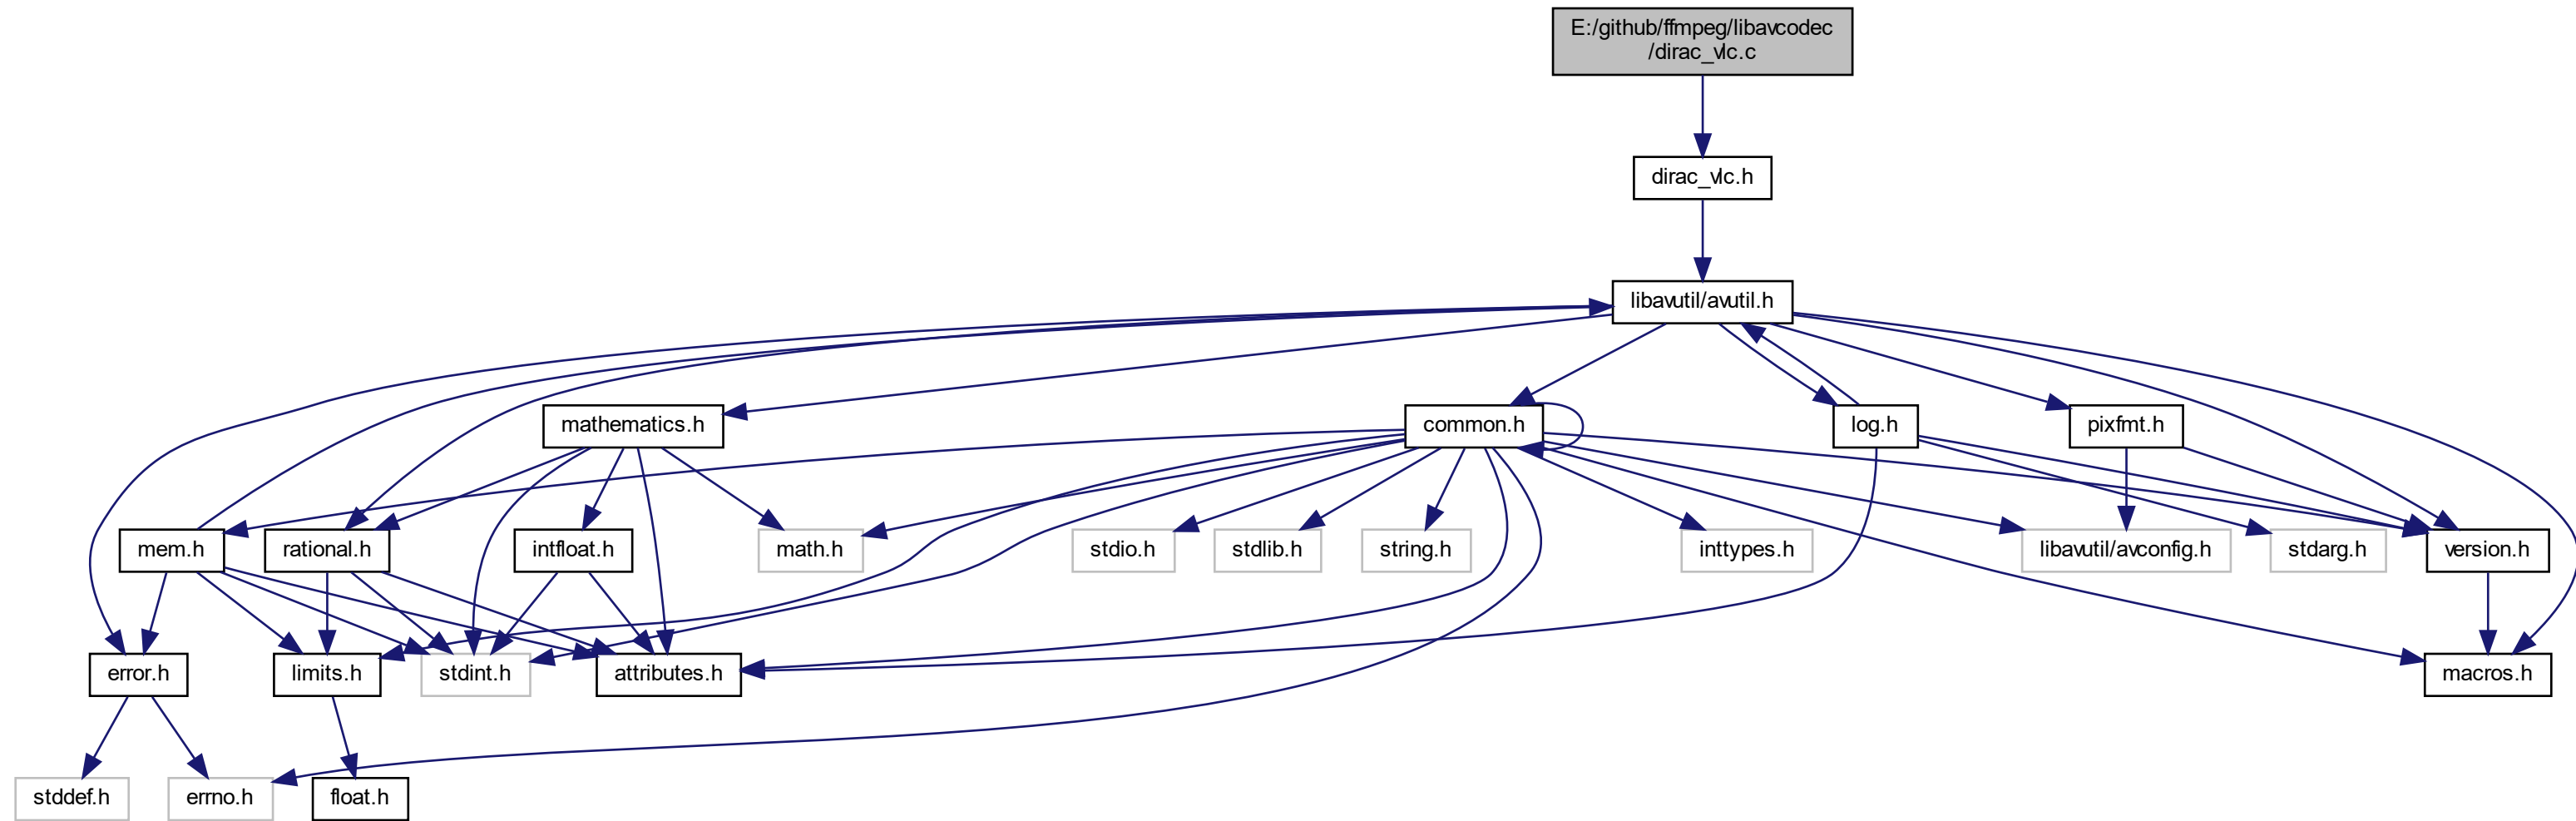 E:/github/ffmpeg/libavcodec
/dirac_vlc.c
dirac_vlc.h
libavutil/avutil.h
mathematics.h
common.h
log.h
pixfmt.h
mem.h
rational.h
intfloat.h
math.h
stdio.h
stdlib.h
string.h
inttypes.h
libavutil/avconfig.h
stdarg.h
version.h
error.h
limits.h
stdint.h
attributes.h
macros.h
stddef.h
errno.h
float.h